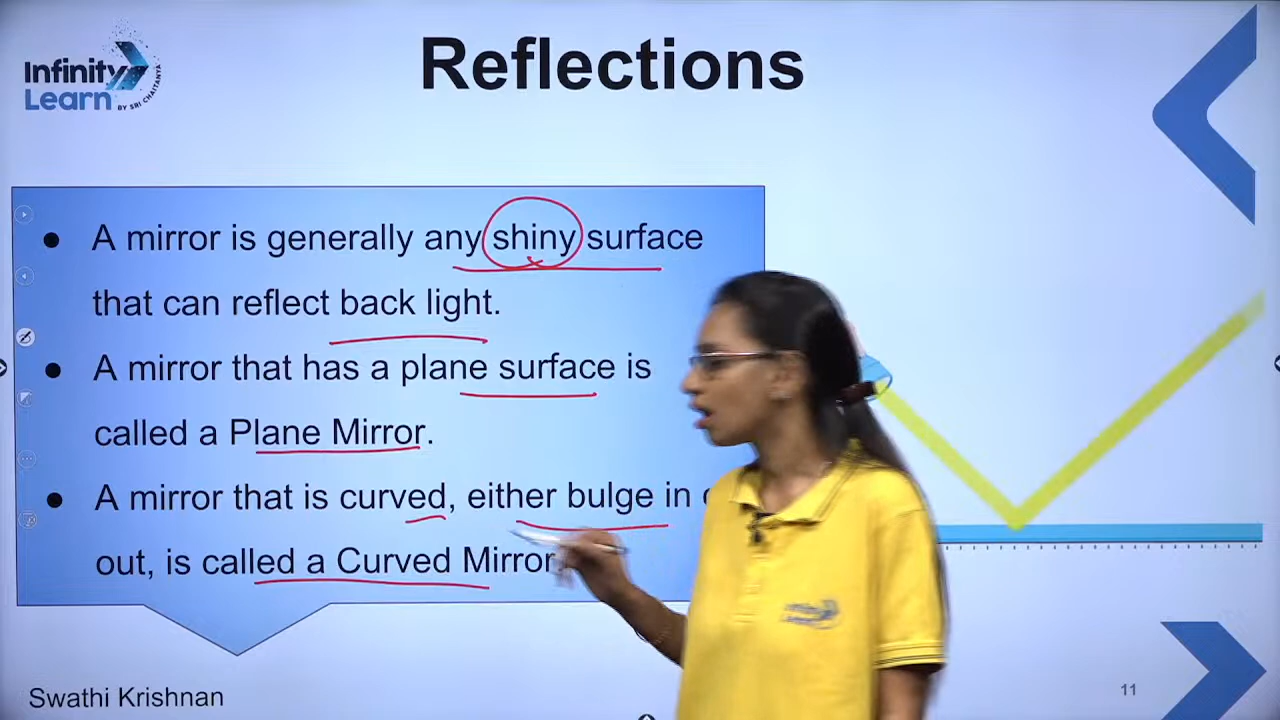 Reflections
Infinity
Learn
BY SRI CHAITANYA
● A mirror is generally any shiny surface
that can reflect back light.
● A mirror that has a plane surface is
called a Plane Mirror.
● A mirror that is curved, either bulge in
out, is called a Curved Mirror
Swathi Krishnan
11